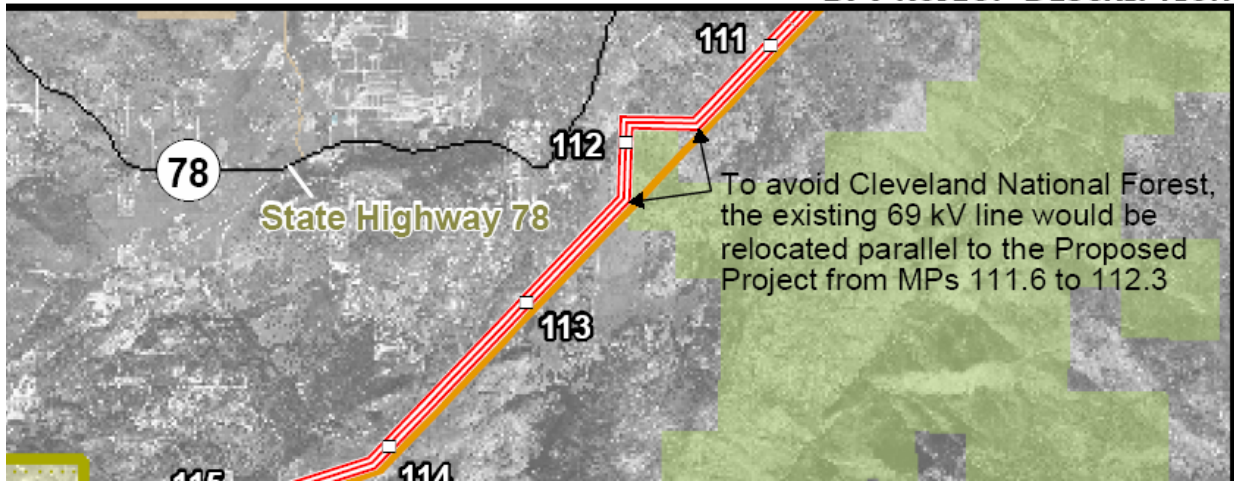 111
112
78
State Highway 78
To avoid Cleveland National Forest,
the existing 69 kV line would be
relocated parallel to the Proposed
Project from MPs 111.6 to 112.3
113
114
115